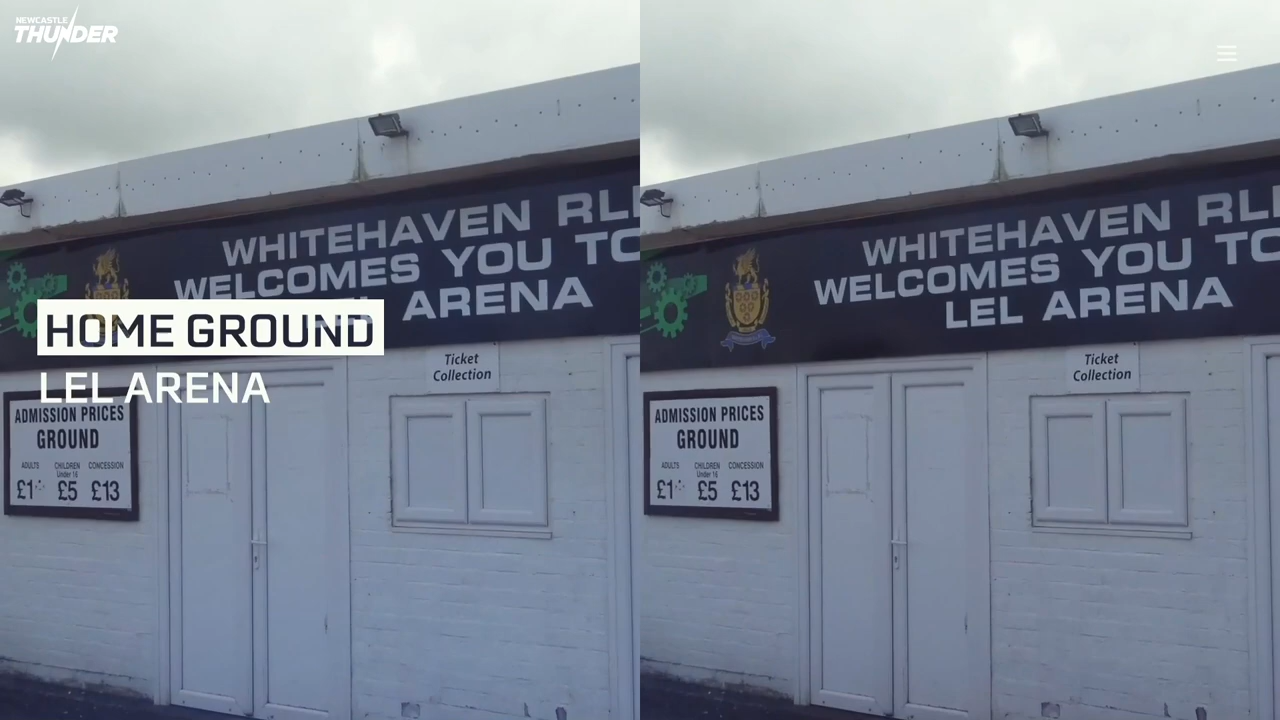 NEWCASTLE
THUNDER
WHITEHAVEN
WELCOMES YOU TO
LEL ARENA
HOME GROUND
LEL ARENA
Ticket
Collection
ADMISSION PRICES
GROUND
ADULTS CHILDREN CONCESSION
Under 16
£5 £13
WHITEHAVEN
WELCOMES YOU TO
LEL ARENA
Ticket
Collection
ADMISSION PRICES
GROUND
ADULTS CHILDREN CONCESSION
Under 16
£5 £13